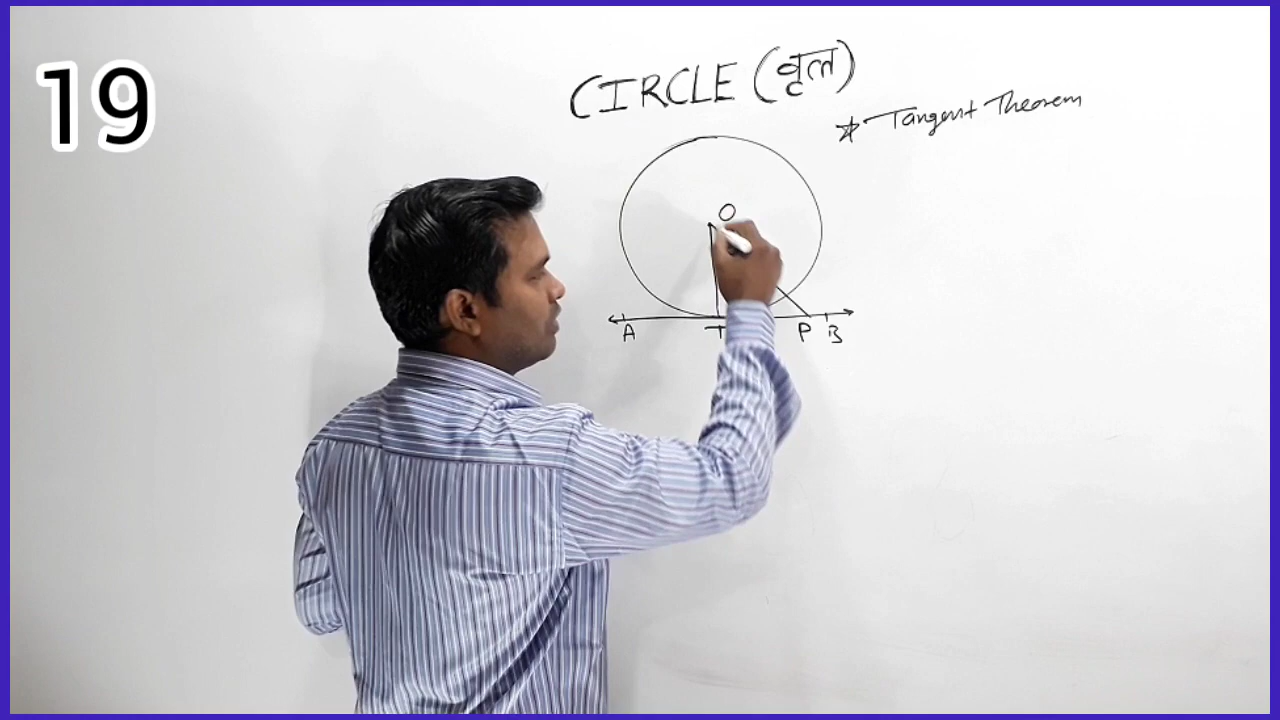 19
CIRCLE (वृत)
* Tangent Theorem
O
A T P B